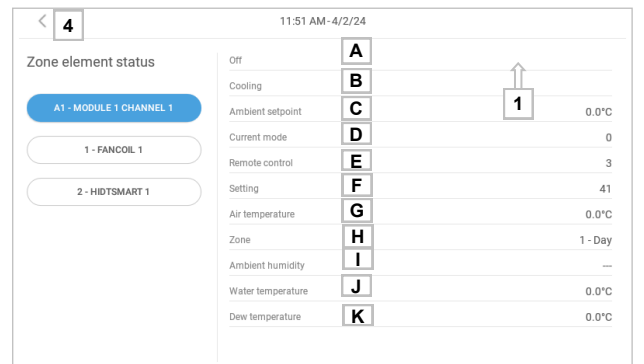 4
11:51 AM-4/2/24
Zone element status
A1 - MODULE 1 CHANNEL 1
1 - FANCOIL 1
2 - HIDTSMART 1
Off A
Cooling B
1
Ambient setpoint C 0.0°C
Current mode D 0
Remote control E 3
Setting F 41
Air temperature G 0.0°C
Zone H 1 - Day
Ambient humidity I ---
Water temperature J 0.0°C
Dew temperature K 0.0°C